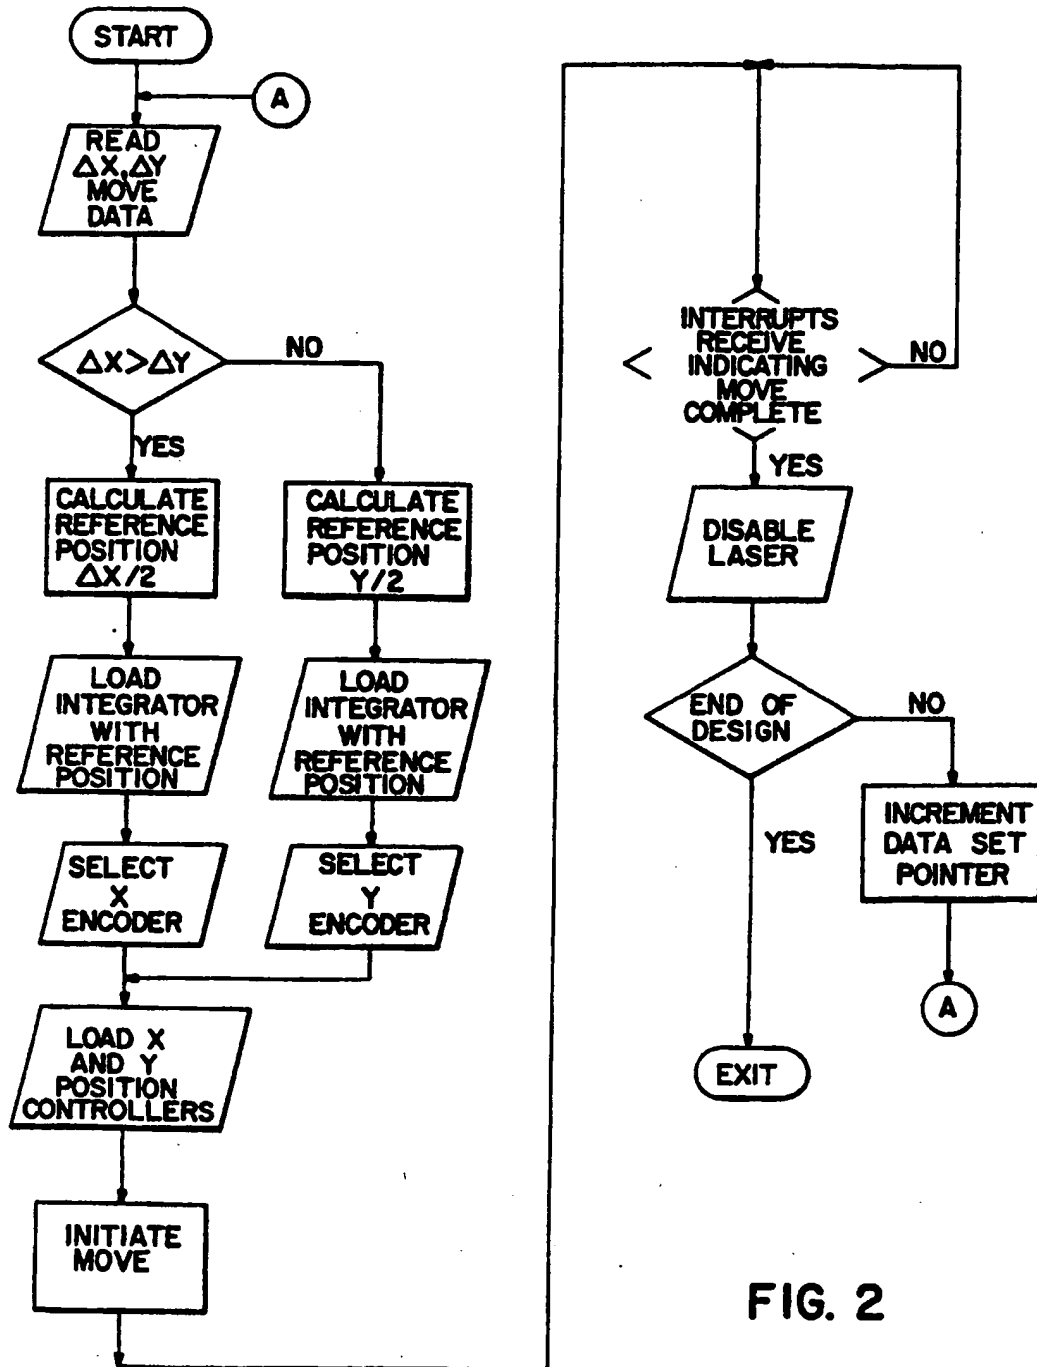 START
A
READ
ΔX,ΔY
MOVE
DATA
ΔX>ΔY
NO
YES
CALCULATE
REFERENCE
POSITION
ΔX/2
CALCULATE
REFERENCE
POSITION
Y/2
LOAD
INTEGRATOR
WITH
REFERENCE
POSITION
LOAD
INTEGRATOR
WITH
REFERENCE
POSITION
SELECT
X
ENCODER
SELECT
Y
ENCODER
LOAD X
AND Y
POSITION
CONTROLLERS
INITIATE
MOVE
INTERRUPTS
RECEIVE
INDICATING
MOVE
COMPLETE
NO
YES
DISABLE
LASER
END OF
DESIGN
NO
YES
INCREMENT
DATA SET
POINTER
A
EXIT
FIG. 2